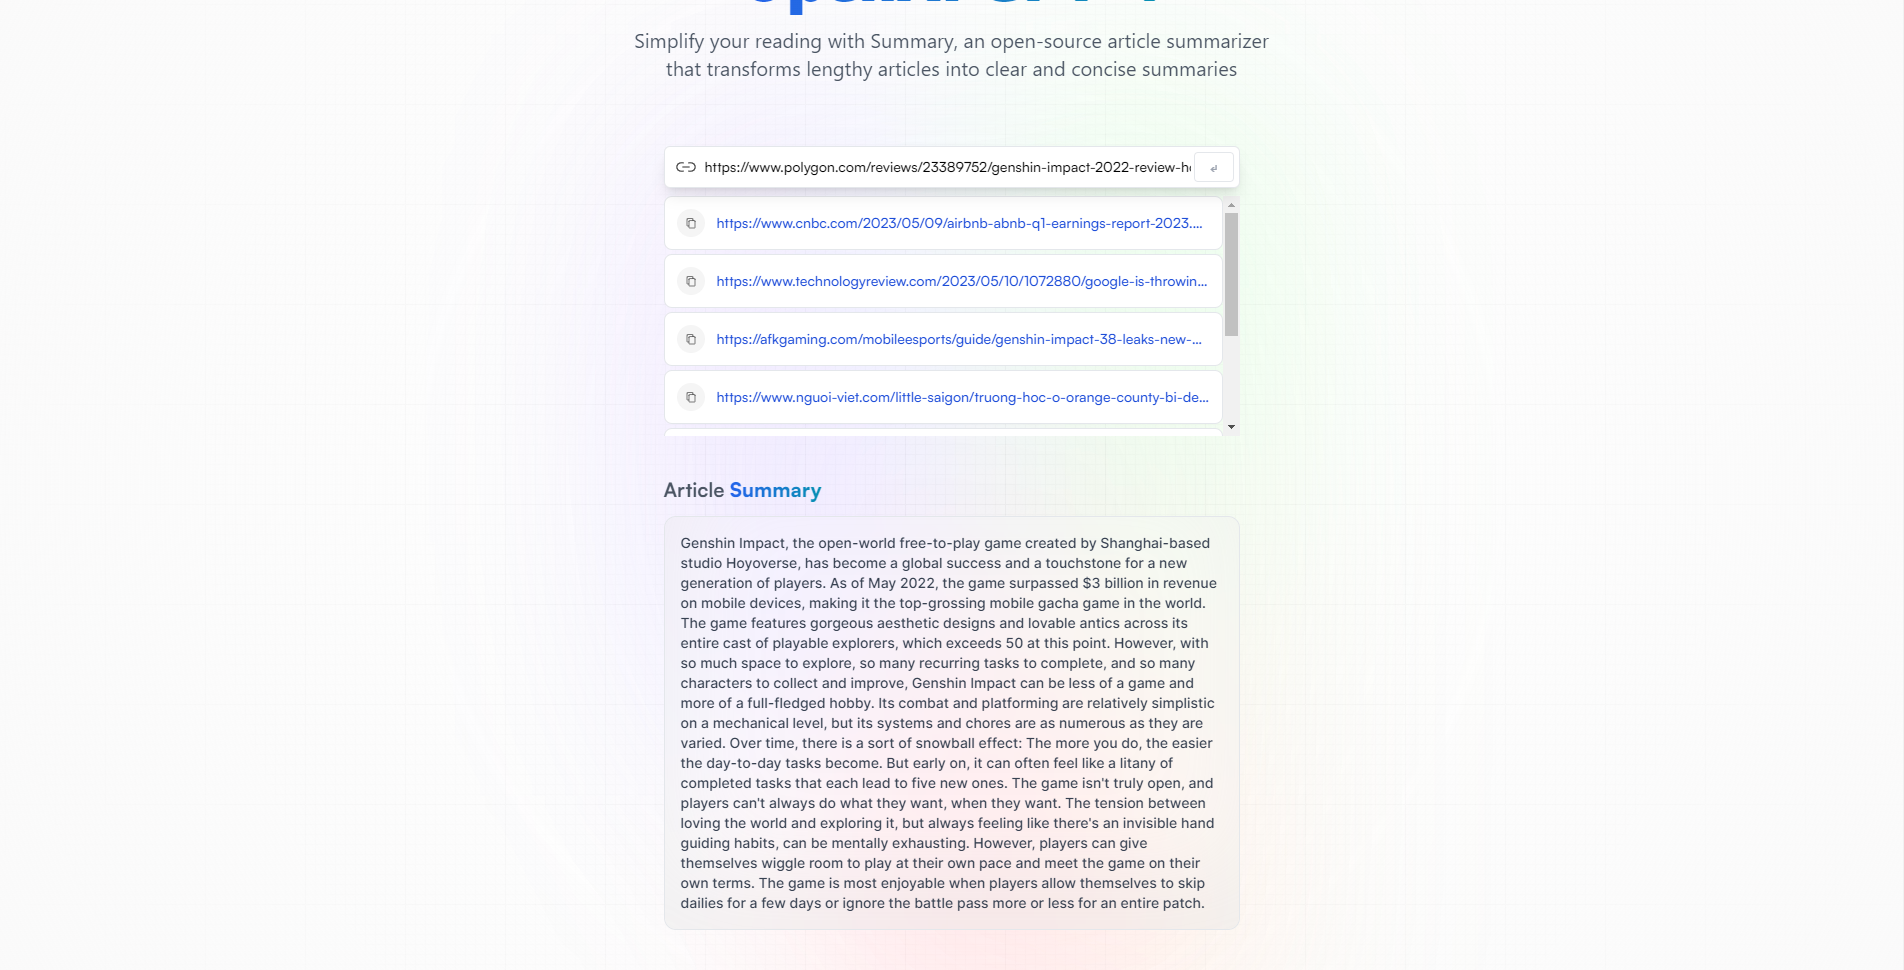 Simplify your reading with Summary, an open-source article summarizer
that transforms lengthy articles into clear and concise summaries
https://www.polygon.com/reviews/23389752/genshin-impact-2022-review-h
https://www.cnbc.com/2023/05/09/airbnb-abnb-q1-earnings-report-2023....
https://www.technologyreview.com/2023/05/10/1072880/google-is-throwin...
https://afkgaming.com/mobileesports/guide/genshin-impact-38-leaks-new-...
https://www.nguoi-viet.com/little-saigon/truong-hoc-o-orange-county-bi-de...
Article Summary
Genshin Impact, the open-world free-to-play game created by Shanghai-based
studio Hoyoverse, has become a global success and a touchstone for a new
generation of players. As of May 2022, the game surpassed $3 billion in revenue
on mobile devices, making it the top-grossing mobile gacha game in the world.
The game features gorgeous aesthetic designs and lovable antics across its
entire cast of playable explorers, which exceeds 50 at this point. However, with
so much space to explore, so many recurring tasks to complete, and so many
characters to collect and improve, Genshin Impact can be less of a game and
more of a full-fledged hobby. Its combat and platforming are relatively simplistic
on a mechanical level, but its systems and chores are as numerous as they are
varied. Over time, there is a sort of snowball effect: The more you do, the easier
the day-to-day tasks become. But early on, it can often feel like a litany of
completed tasks that each lead to five new ones. The game isn't truly open, and
players can't always do what they want, when they want. The tension between
loving the world and exploring it, but always feeling like there's an invisible hand
guiding habits, can be mentally exhausting. However, players can give
themselves wiggle room to play at their own pace and meet the game on their
own terms. The game is most enjoyable when players allow themselves to skip
dailies for a few days or ignore the battle pass more or less for an entire patch.